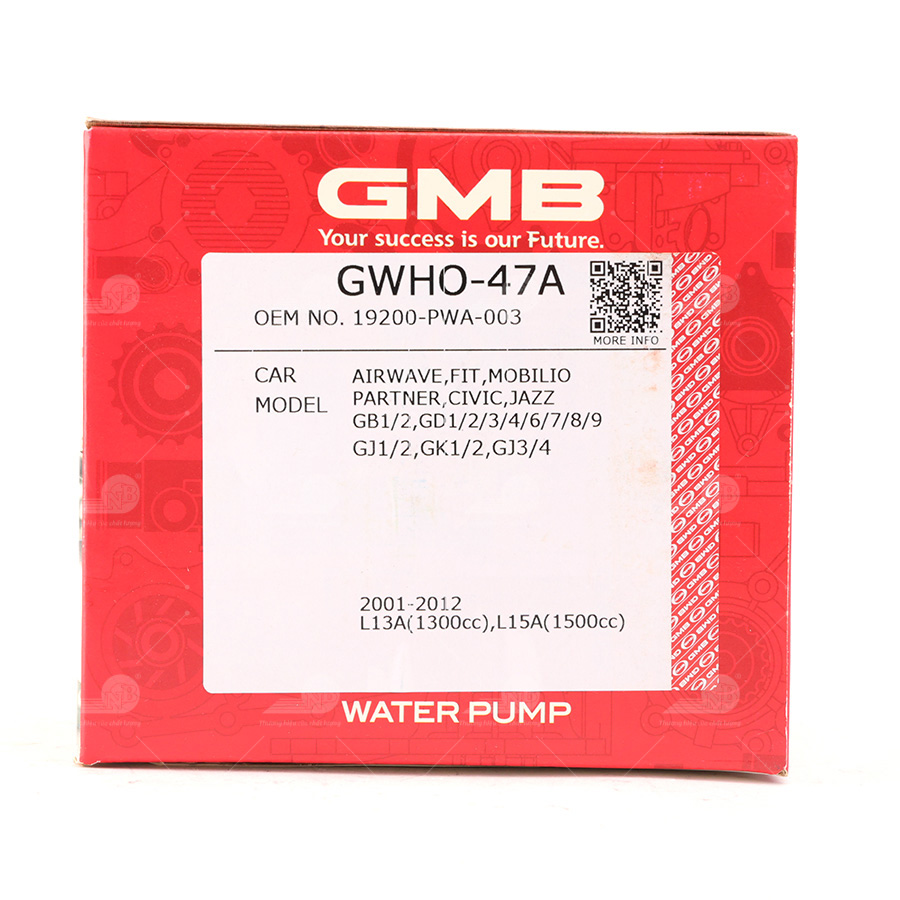 GMB
Your success is our Future.
GWHO-47A
OEM NO. 19200-PWA-003
MORE INFO
CAR MODEL
AIRWAVE,FIT,MOBILIO
PARTNER,CIVIC,JAZZ
GB1/2,GD1/2/3/4/6/7/8/9
GJ1/2,GK1/2,GJ3/4
2001-2012
L13A(1300cc),L15A(1500cc)
WATER PUMP